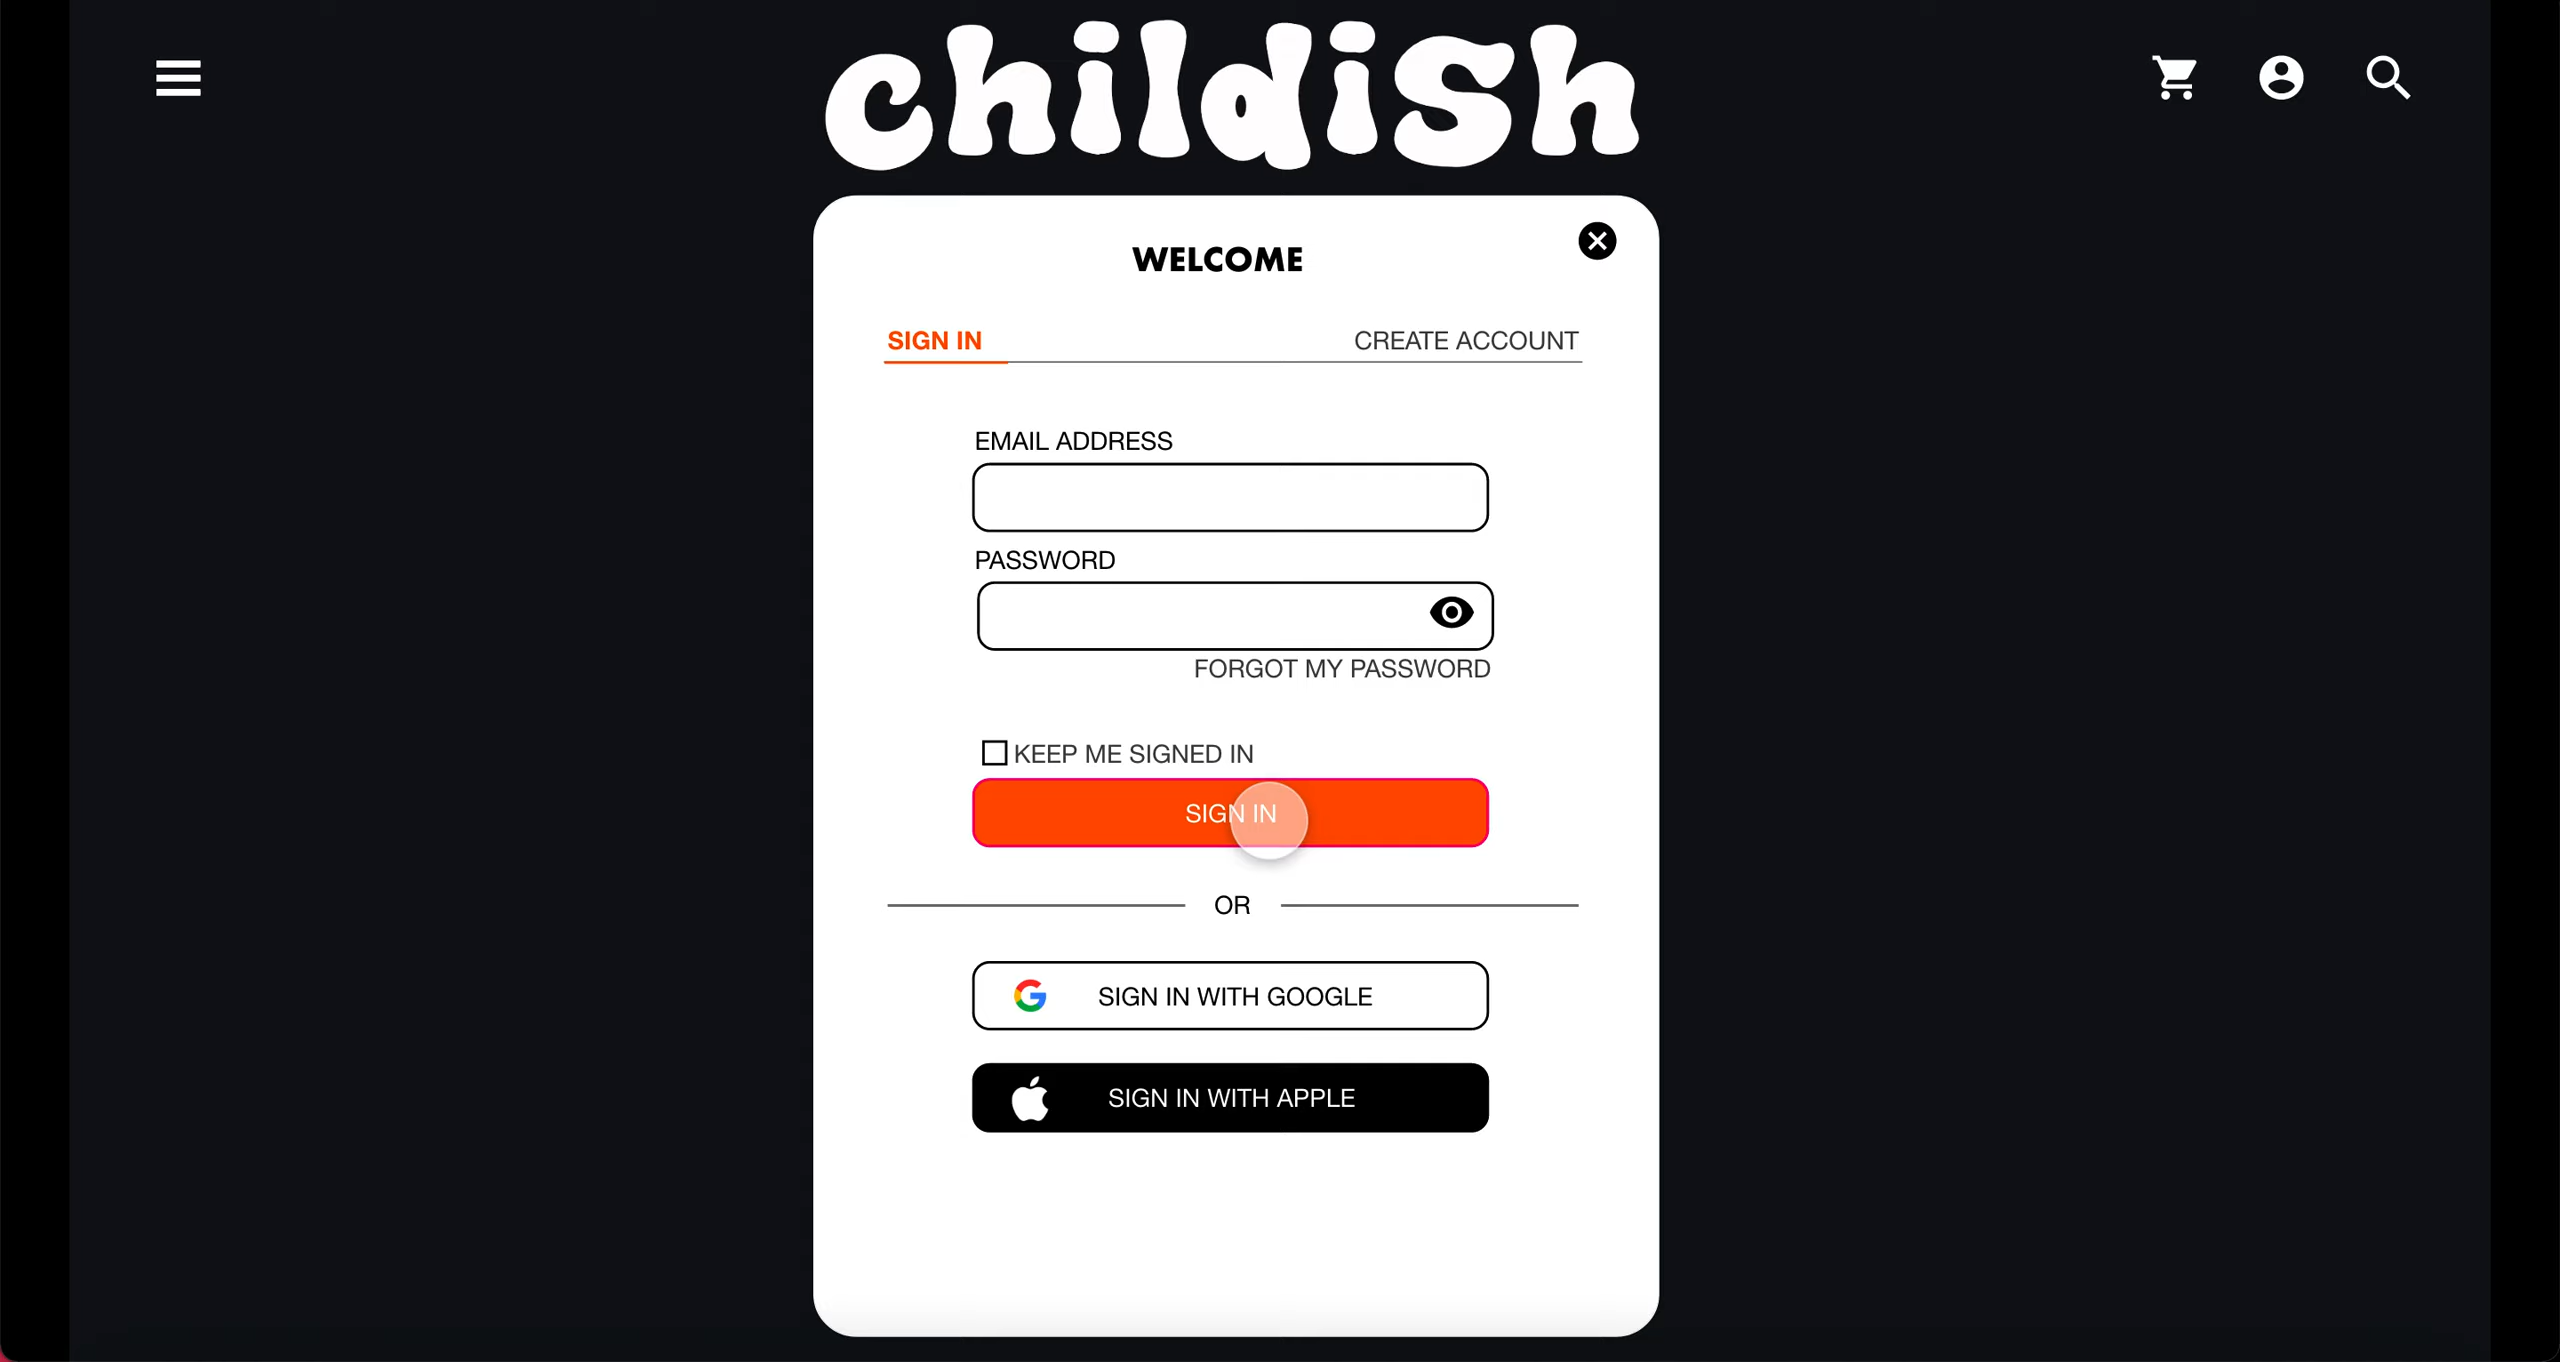 childish
WELCOME
SIGN IN
CREATE ACCOUNT
EMAIL ADDRESS
PASSWORD
FORGOT MY PASSWORD
KEEP ME SIGNED IN
SIGN IN
OR
SIGN IN WITH GOOGLE
SIGN IN WITH APPLE